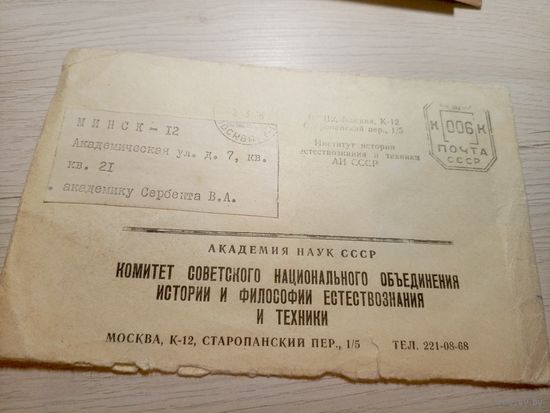 МИНСК - 12
Академическая ул. д. 7, кв.
кв. 21
академику Сербента В.А.
Москва, К-12
Старопанский пер., 1/5
Институт истории
естествознания и техники
АН СССР
МОСКВА
К 006 К
ПОЧТА
СССР
АКАДЕМИЯ НАУК СССР
КОМИТЕТ СОВЕТСКОГО НАЦИОНАЛЬНОГО ОБЪЕДИНЕНИЯ
ИСТОРИИ И ФИЛОСОФИИ ЕСТЕСТВОЗНАНИЯ
И ТЕХНИКИ
МОСКВА, К-12, СТАРОПАНСКИЙ ПЕР., 1/5 ТЕЛ. 221-08-68